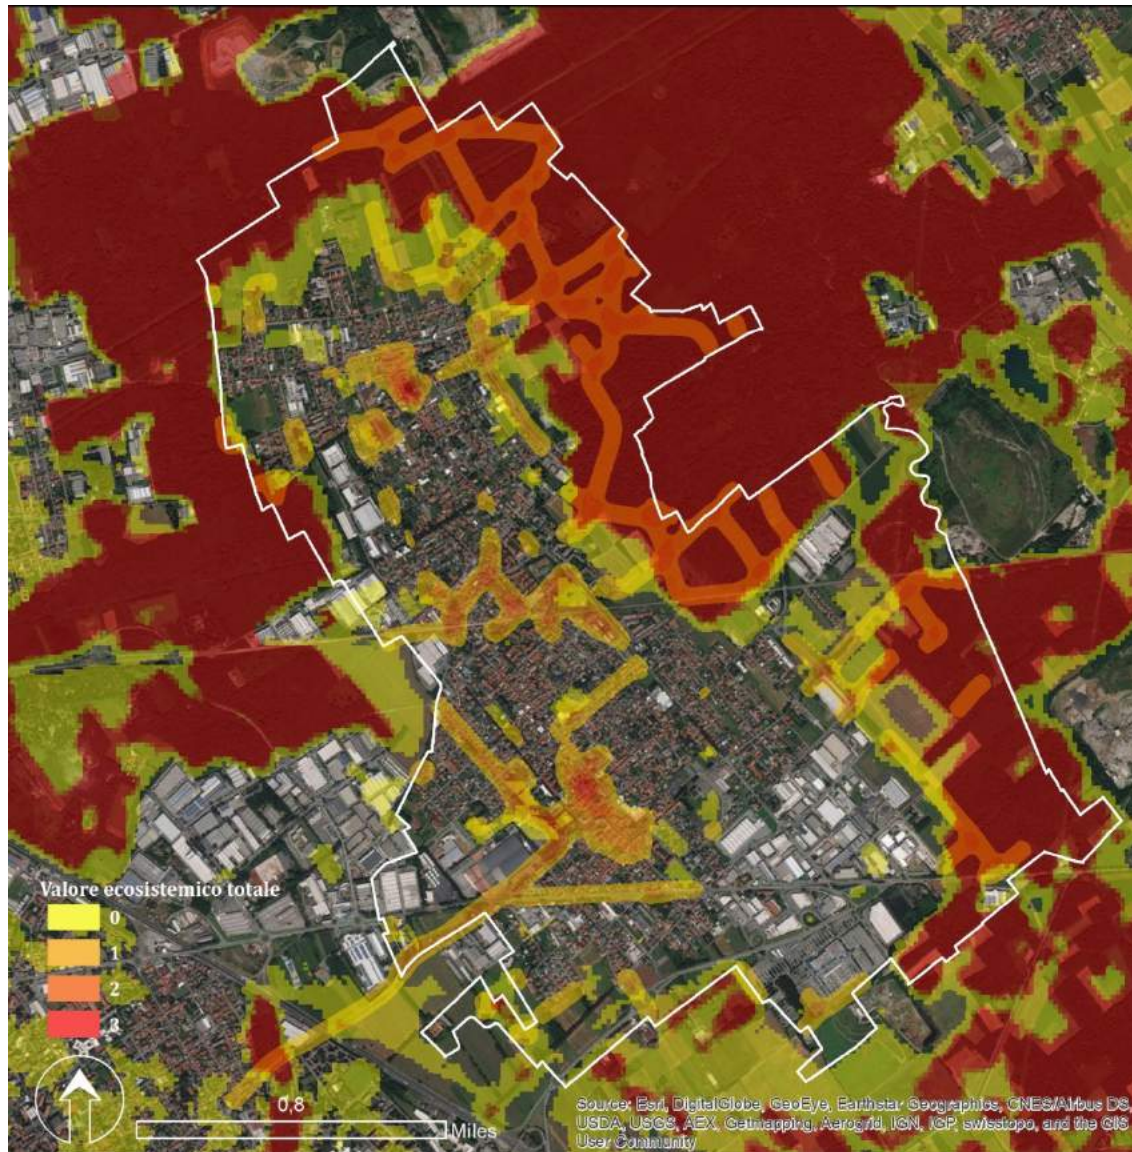 Valore ecosistemico totale
0
1
2
3
0,8
Miles
Source: Esri, DigitalGlobe, GeoEye, Earthstar Geographics, CNES/Airbus DS,
USDA, USGS, AEX, Getmapping, Aerogrid, IGN, IGP, swisstopo, and the GIS
User Community